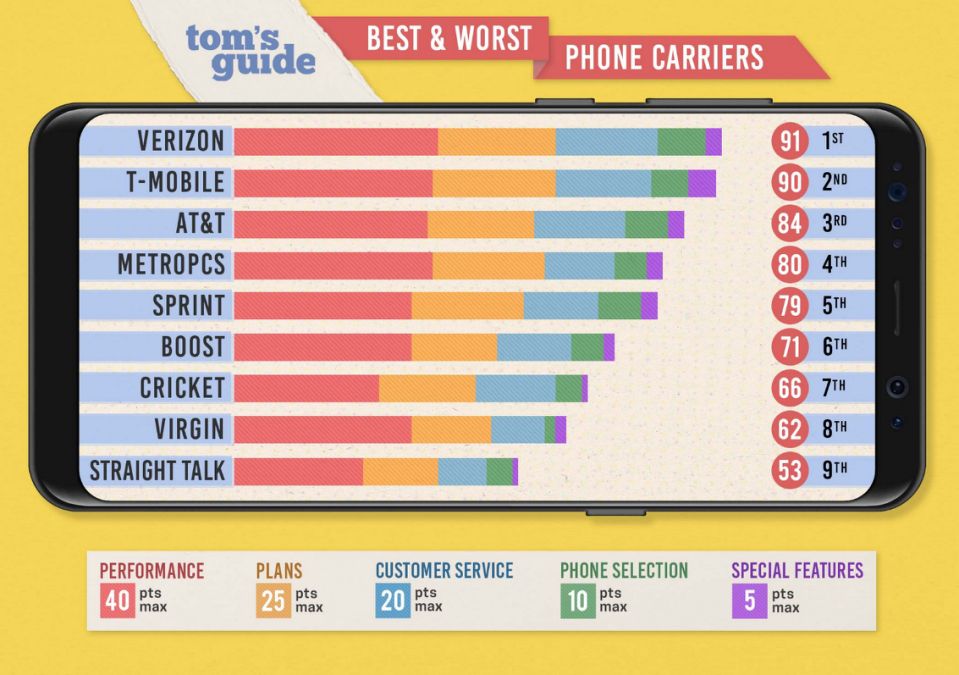 tom's
guide
BEST & WORST
PHONE CARRIERS
VERIZON 91 1ST
T-MOBILE 90 2ND
AT&T 84 3RD
METROPCS 80 4TH
SPRINT 79 5TH
BOOST 71 6TH
CRICKET 66 7TH
VIRGIN 62 8TH
STRAIGHT TALK 53 9TH
PERFORMANCE PLANS CUSTOMER SERVICE PHONE SELECTION SPECIAL FEATURES
40 pts max 25 pts max 20 pts max 10 pts max 5 pts max